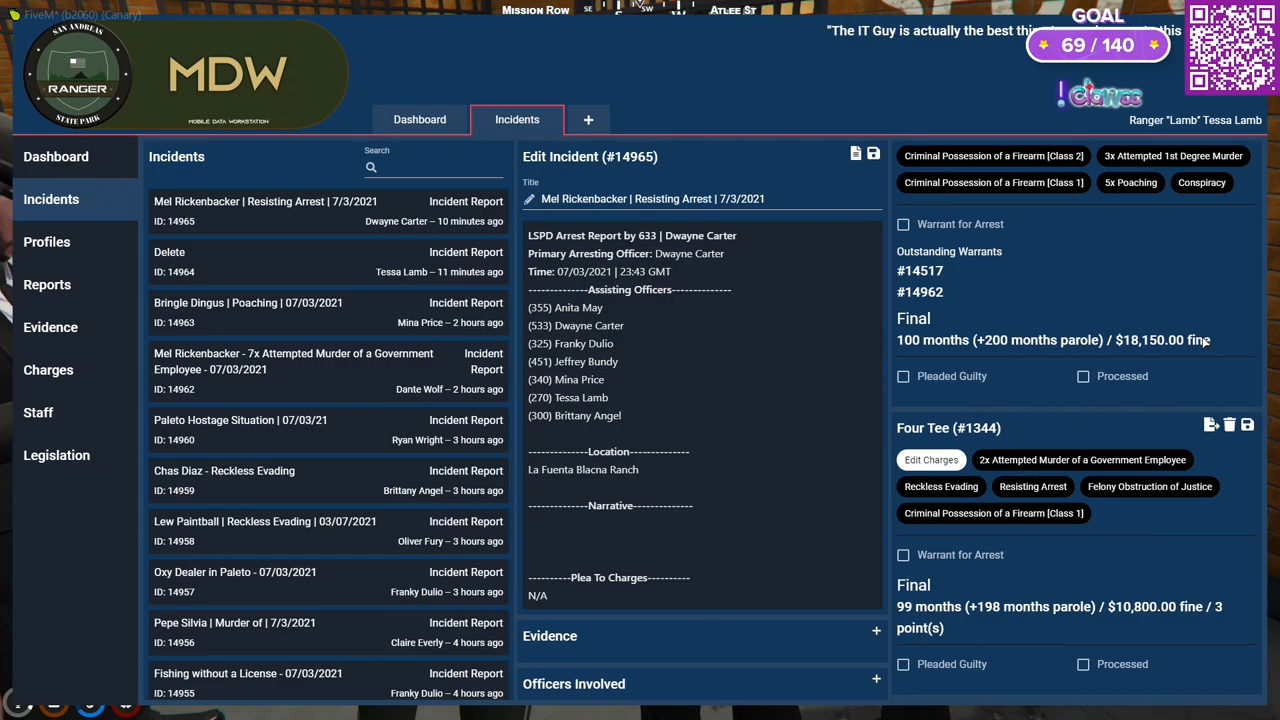 FiveM* (b2060) (Canary)
Mission Row
SE
SW
Atlee St
"The IT Guy is actually the best
GOAL
69 / 140
!Clawee
SAN ANDREAS
RANGER
STATE PARK
MDW
MOBILE DATA WORKSTATION
Dashboard
Incidents
+
Ranger "Lamb" Tessa Lamb
Dashboard
Incidents
Profiles
Reports
Evidence
Charges
Staff
Legislation
Incidents
Search
Mel Rickenbacker | Resisting Arrest | 7/3/2021 Incident Report
ID: 14965 Dwayne Carter – 10 minutes ago
Delete Incident Report
ID: 14964 Tessa Lamb – 11 minutes ago
Bringle Dingus | Poaching | 07/03/2021 Incident Report
ID: 14963 Mina Price – 2 hours ago
Mel Rickenbacker - 7x Attempted Murder of a Government Incident
Employee - 07/03/2021 Report
ID: 14962 Dante Wolf – 2 hours ago
Paleto Hostage Situation | 07/03/21 Incident Report
ID: 14960 Ryan Wright – 3 hours ago
Chas Diaz - Reckless Evading Incident Report
ID: 14959 Brittany Angel – 3 hours ago
Lew Paintball | Reckless Evading | 03/07/2021 Incident Report
ID: 14958 Oliver Fury – 3 hours ago
Oxy Dealer in Paleto - 07/03/2021 Incident Report
ID: 14957 Franky Dulio – 3 hours ago
Pepe Silvia | Murder of | 7/3/2021 Incident Report
ID: 14956 Claire Everly – 4 hours ago
Fishing without a License - 07/03/2021 Incident Report
ID: 14955 Franky Dulio – 4 hours ago
Edit Incident (#14965)
Title
Mel Rickenbacker | Resisting Arrest | 7/3/2021
LSPD Arrest Report by 633 | Dwayne Carter
Primary Arresting Officer: Dwayne Carter
Time: 07/03/2021 | 23:43 GMT
--------------Assisting Officers--------------
(355) Anita May
(533) Dwayne Carter
(325) Franky Dulio
(451) Jeffrey Bundy
(340) Mina Price
(270) Tessa Lamb
(300) Brittany Angel
--------------Location--------------
La Fuenta Blacna Ranch
--------------Narrative--------------
----------Plea To Charges----------
N/A
Evidence +
Officers Involved +
Criminal Possession of a Firearm [Class 2] 3x Attempted 1st Degree Murder
Criminal Possession of a Firearm [Class 1] 5x Poaching Conspiracy
Warrant for Arrest
Outstanding Warrants
#14517
#14962
Final
100 months (+200 months parole) / $18,150.00 fine
Pleaded Guilty Processed
Four Tee (#1344)
Edit Charges 2x Attempted Murder of a Government Employee
Reckless Evading Resisting Arrest Felony Obstruction of Justice
Criminal Possession of a Firearm [Class 1]
Warrant for Arrest
Final
99 months (+198 months parole) / $10,800.00 fine / 3
point(s)
Pleaded Guilty Processed